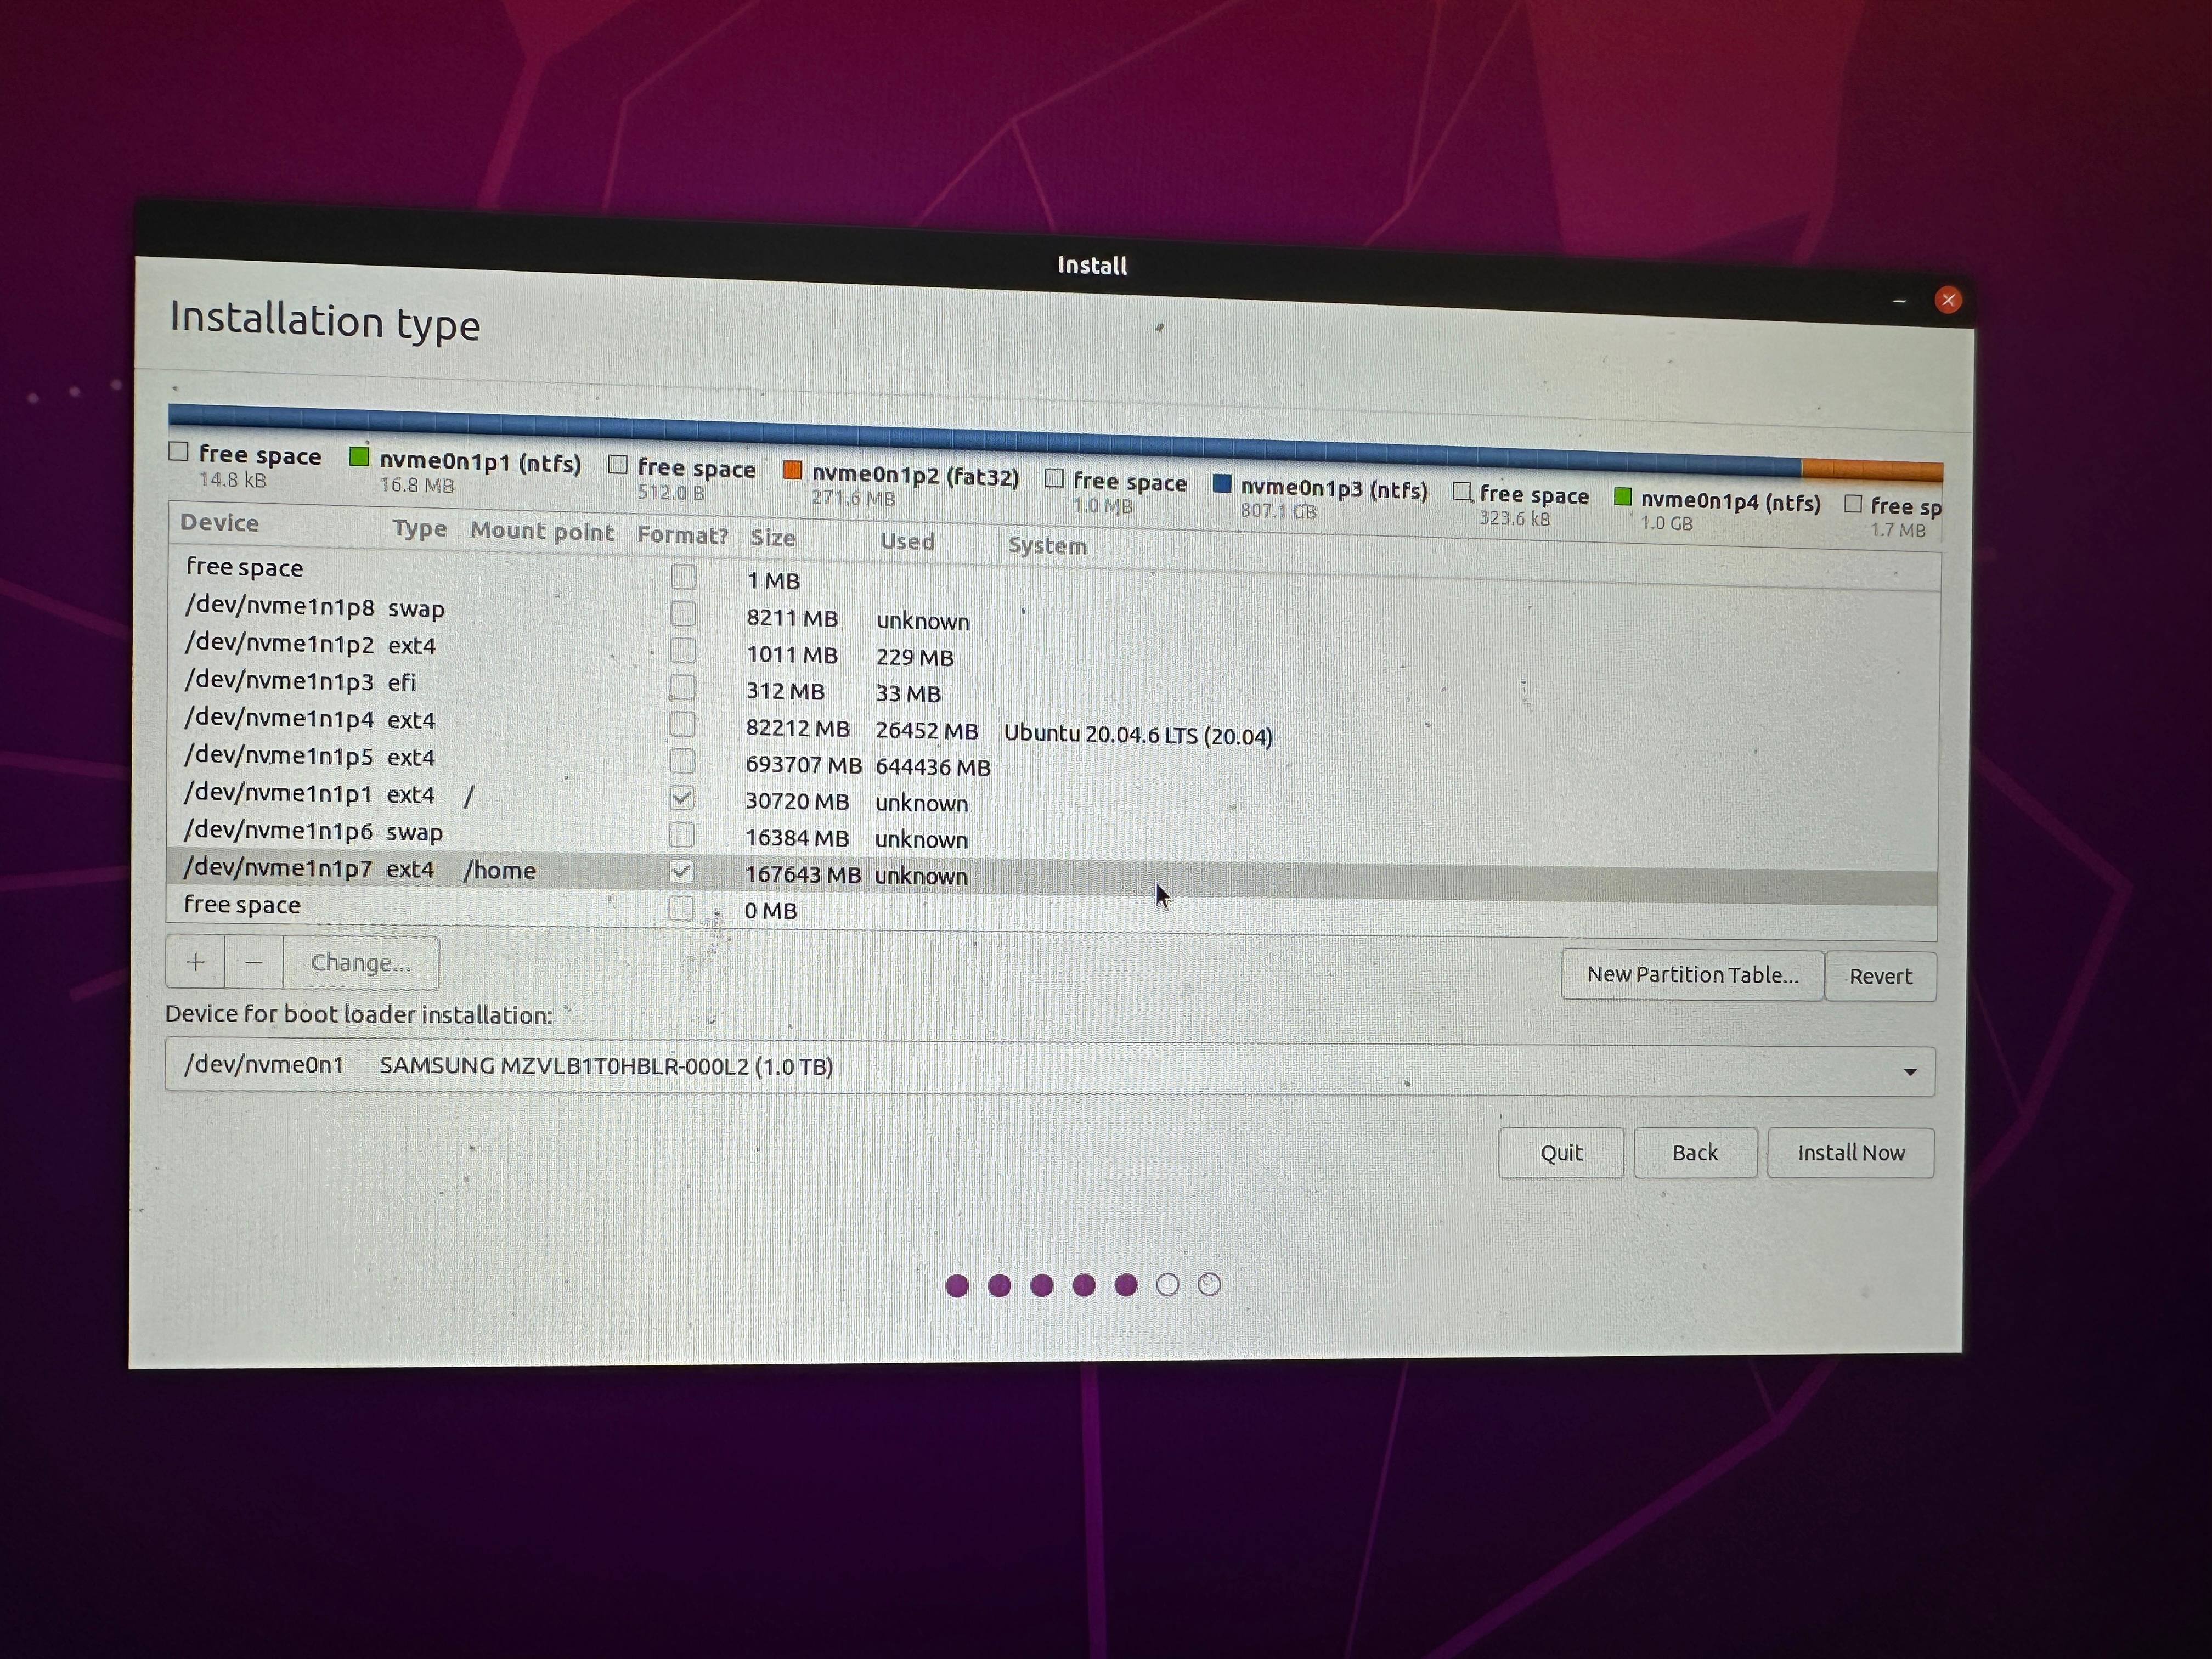 Install
Installation type
free space nvme0n1p1 (ntfs) free space nvme0n1p2 (fat32) free space nvme0n1p3 (ntfs) free space nvme0n1p4 (ntfs) free sp
14.8 kB 16.8 MB 512.0 B 271.6 MB 1.0 MB 807.1 GB 323.6 kB 1.0 GB 1.7 MB
Device Type Mount point Format? Size Used System
free space 1 MB
/dev/nvme1n1p8 swap 8211 MB unknown
/dev/nvme1n1p2 ext4 1011 MB 229 MB
/dev/nvme1n1p3 efi 312 MB 33 MB
/dev/nvme1n1p4 ext4 82212 MB 26452 MB Ubuntu 20.04.6 LTS (20.04)
/dev/nvme1n1p5 ext4 693707 MB 644436 MB
/dev/nvme1n1p1 ext4 / 30720 MB unknown
/dev/nvme1n1p6 swap 16384 MB unknown
/dev/nvme1n1p7 ext4 /home 167643 MB unknown
free space 0 MB
+ − Change... New Partition Table... Revert
Device for boot loader installation:
/dev/nvme0n1 SAMSUNG MZVLB1T0HBLR-000L2 (1.0 TB)
Quit Back Install Now